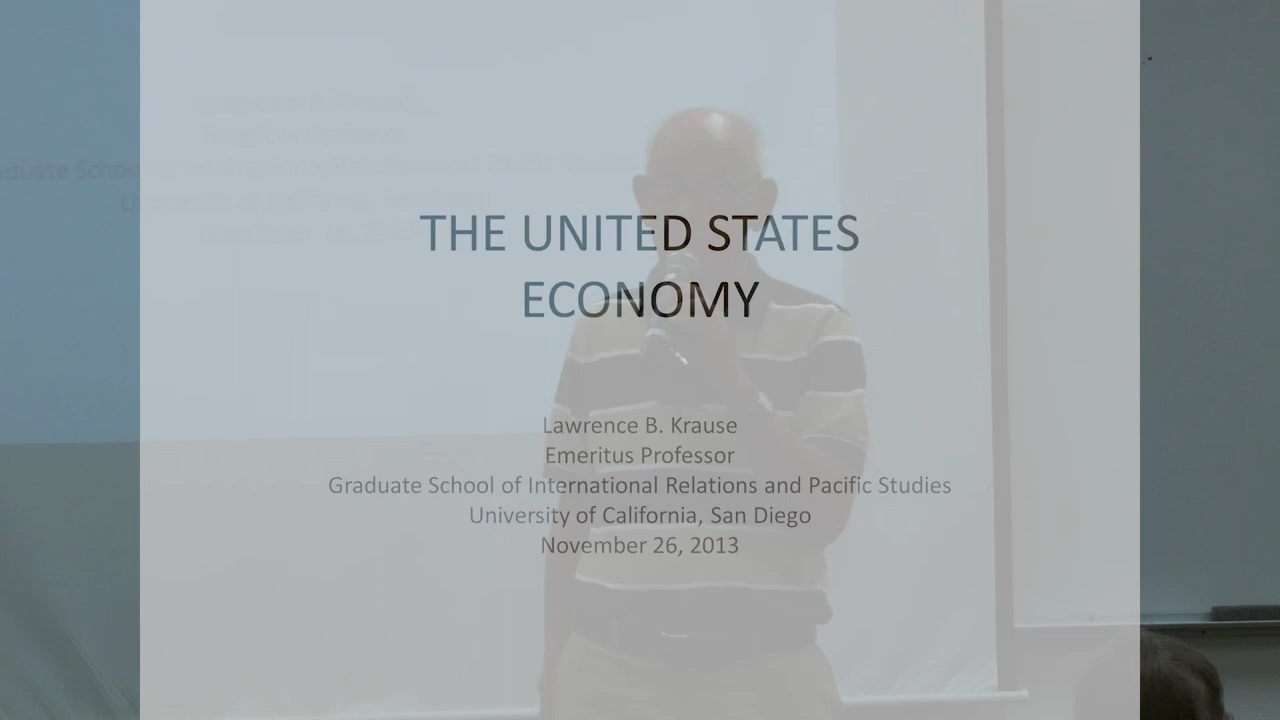 THE UNITED STATES
ECONOMY
Lawrence B. Krause
Emeritus Professor
Graduate School of International Relations and Pacific Studies
University of California, San Diego
November 26, 2013